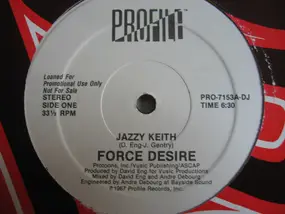 PROFILE
Loaned For
Promotional Use Only
Not For Sale
STEREO
SIDE ONE
33⅓ RPM
PRO-7153A-DJ
TIME 6:30
JAZZY KEITH
(D. Eng-J. Gentry)
FORCE DESIRE
Protoons, Inc./Vusic Publishing/ASCAP
Produced by David Eng for Vusic Productions
Mixed by David Eng and Andre Debourg
Engineered by Andre Debourg at Bayside Sound
℗1987 Profile Records, Inc.